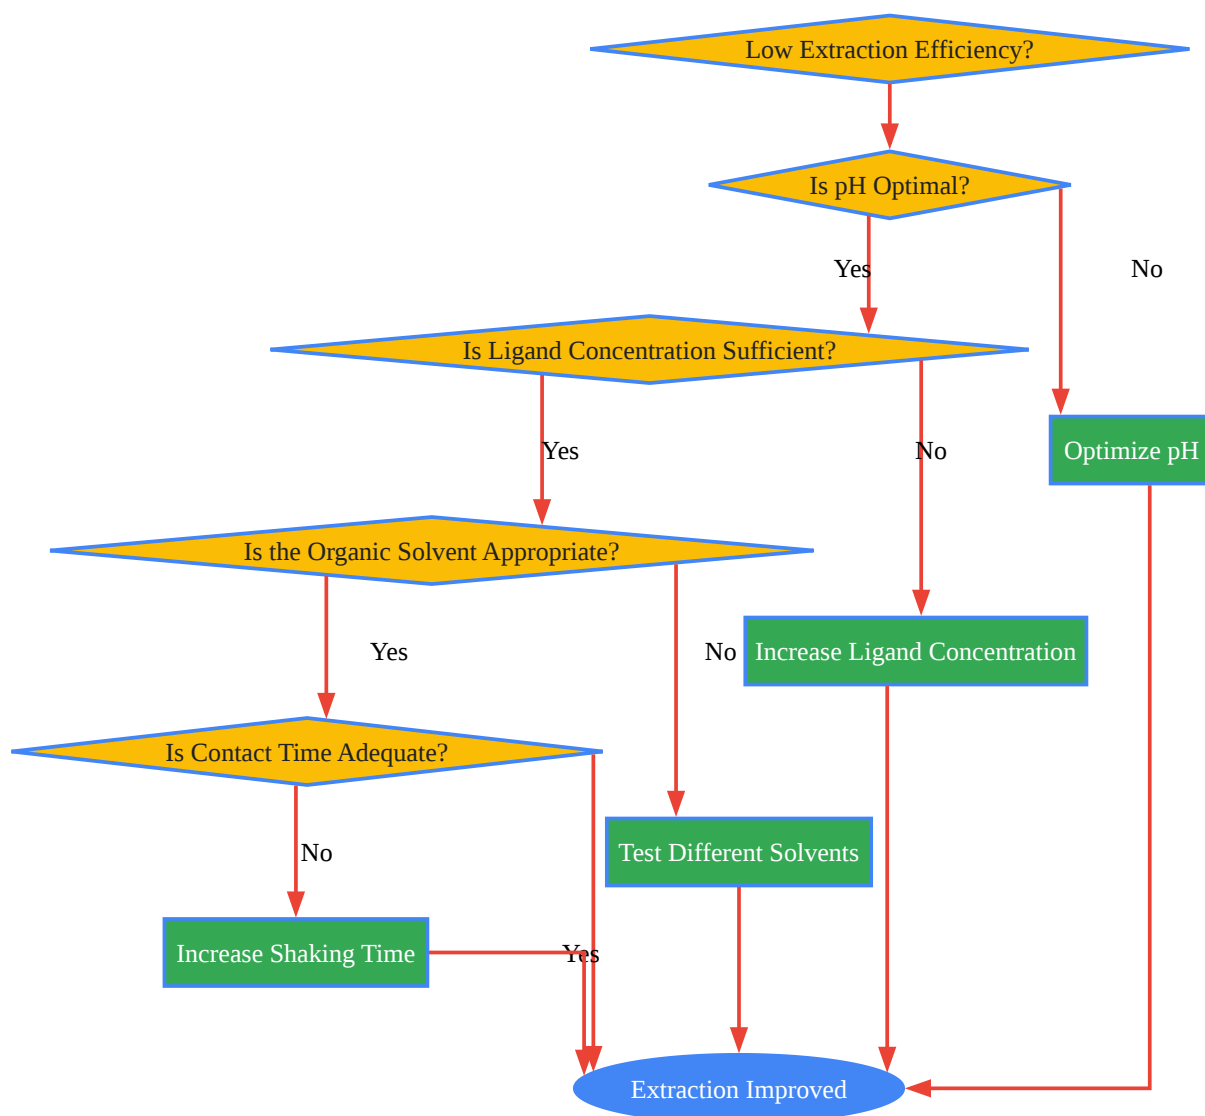 Low Extraction Efficiency?
Is pH Optimal?
Yes
No
Is Ligand Concentration Sufficient?
Yes
No
Optimize pH
Is the Organic Solvent Appropriate?
Yes
No
Increase Ligand Concentration
Is Contact Time Adequate?
No
Test Different Solvents
Increase Shaking Time
Yes
Extraction Improved